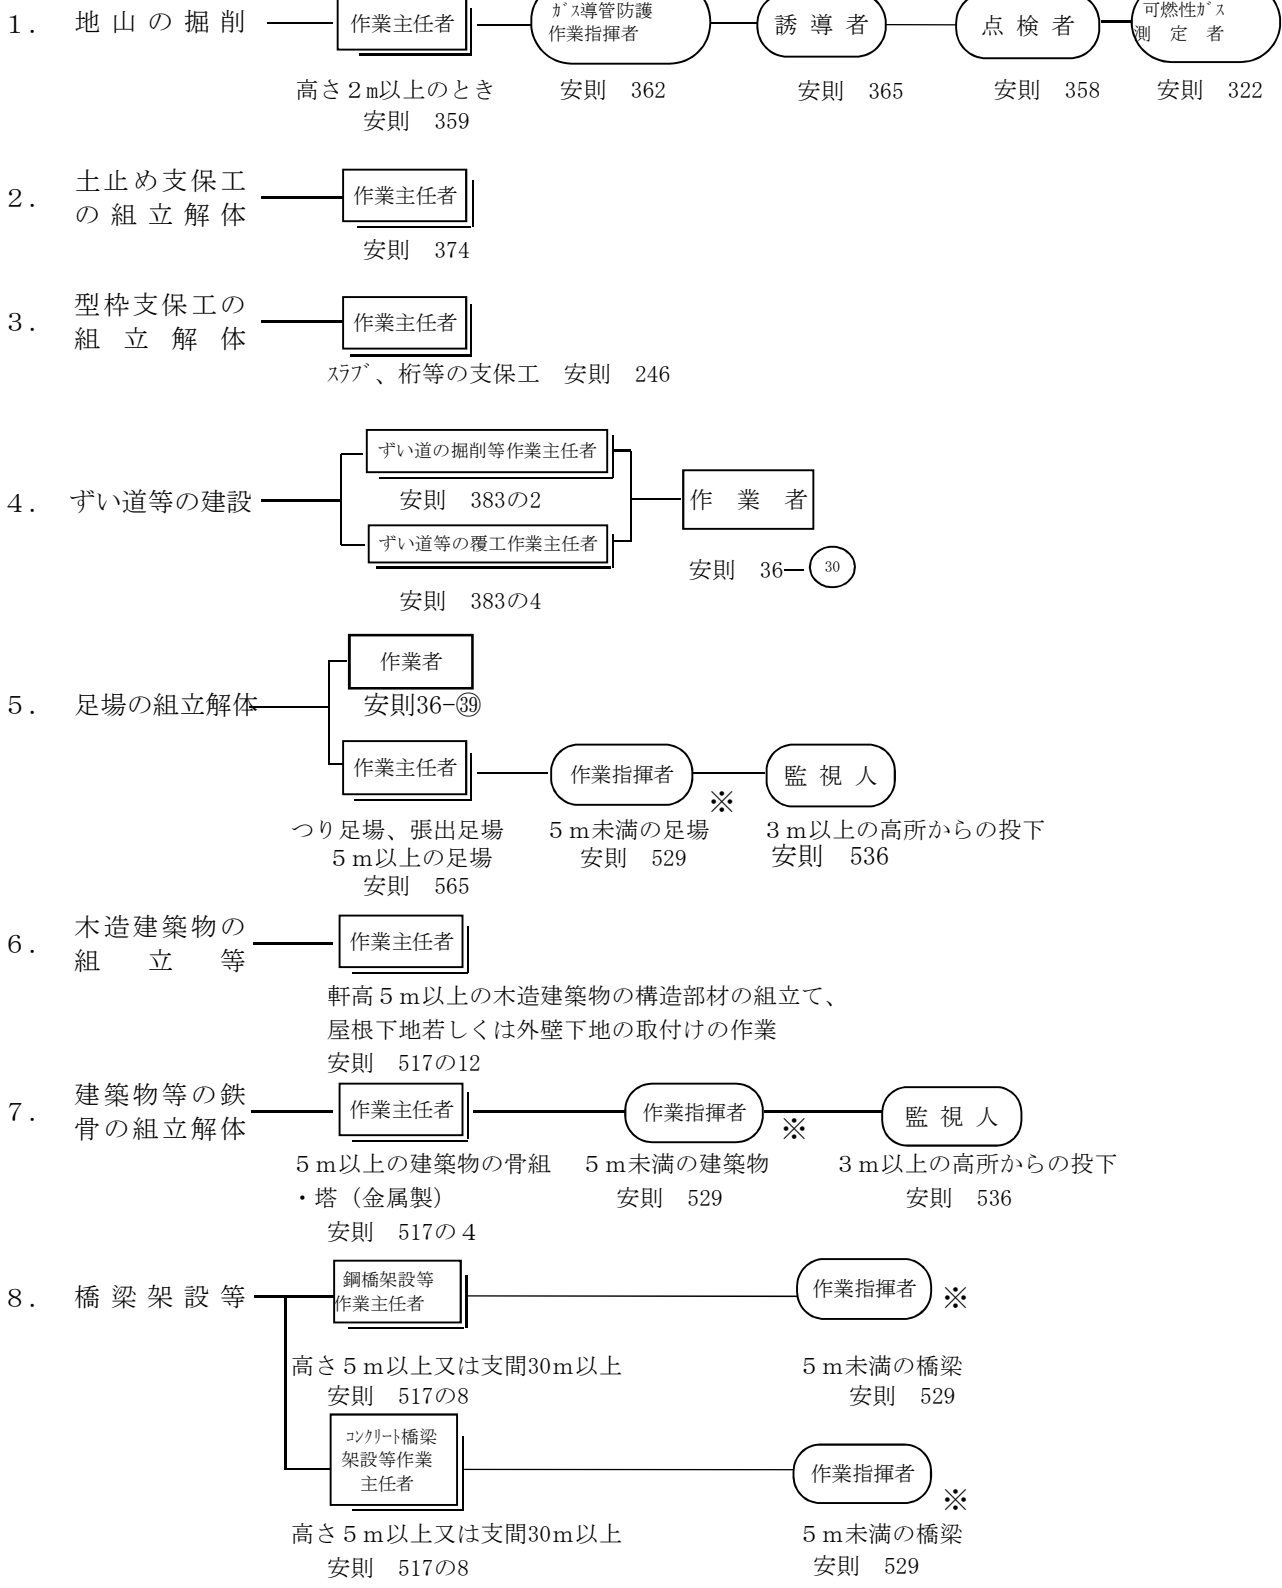 1． 地山の掘削 作業主任者 ｶﾞｽ導管防護 誘導者 点検者 可燃性ｶﾞｽ
作業指揮者 測定者
高さ２m以上のとき 安則　362 安則　365 安則　358 安則　322
安則　359
2． 土止め支保工 作業主任者
の組立解体
安則　374
3． 型枠支保工の 作業主任者
組立解体
ｽﾗﾌﾞ、桁等の支保工　安則　246
4． ずい道等の建設 ずい道の掘削等作業主任者
安則　383の2 作業者
ずい道等の覆工作業主任者
安則　36―㉚
安則　383の4
5． 足場の組立解体 作業者
安則36-㊴
作業主任者 作業指揮者 ※ 監視人
つり足場、張出足場 ５ｍ未満の足場 ３ｍ以上の高所からの投下
５ｍ以上の足場 安則　529 安則　536
安則　565
6． 木造建築物の 作業主任者
組立等
軒高５ｍ以上の木造建築物の構造部材の組立て、
屋根下地若しくは外壁下地の取付けの作業
安則　517の12
7． 建築物等の鉄 作業主任者 作業指揮者 ※ 監視人
骨の組立解体
５ｍ以上の建築物の骨組 ５ｍ未満の建築物 ３ｍ以上の高所からの投下
・塔（金属製） 安則　529 安則　536
安則　517の４
8． 橋梁架設等 鋼橋架設等 作業指揮者 ※
作業主任者
高さ５ｍ以上又は支間30ｍ以上 ５ｍ未満の橋梁
安則　517の8 安則　529
ｺﾝｸﾘｰﾄ橋梁
架設等作業 作業指揮者 ※
主任者
高さ５ｍ以上又は支間30ｍ以上 ５ｍ未満の橋梁
安則　517の8 安則　529